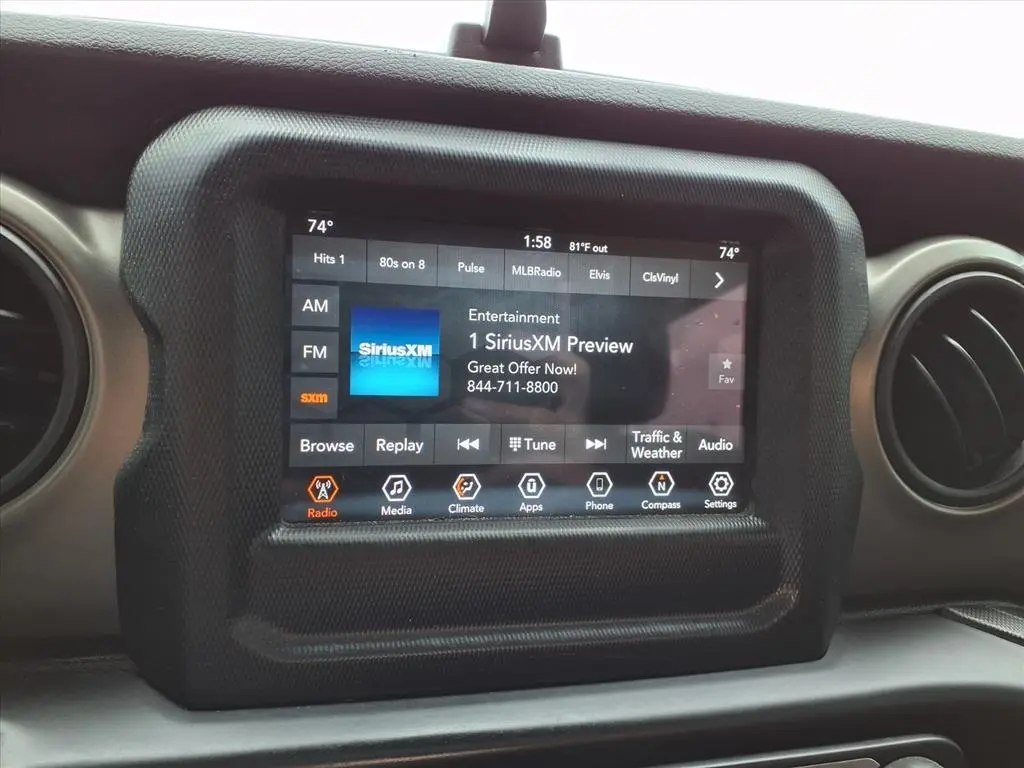 74°
1:58
81°F out
74°
Hits 1
80s on 8
Pulse
MLBRadio
Elvis
ClsVinyl
AM
FM
sxm
SiriusXM
Entertainment
1 SiriusXM Preview
Great Offer Now!
844-711-8800
Fav
Browse
Replay
Tune
Traffic &
Weather
Audio
Radio
Media
Climate
Apps
Phone
N
Compass
Settings